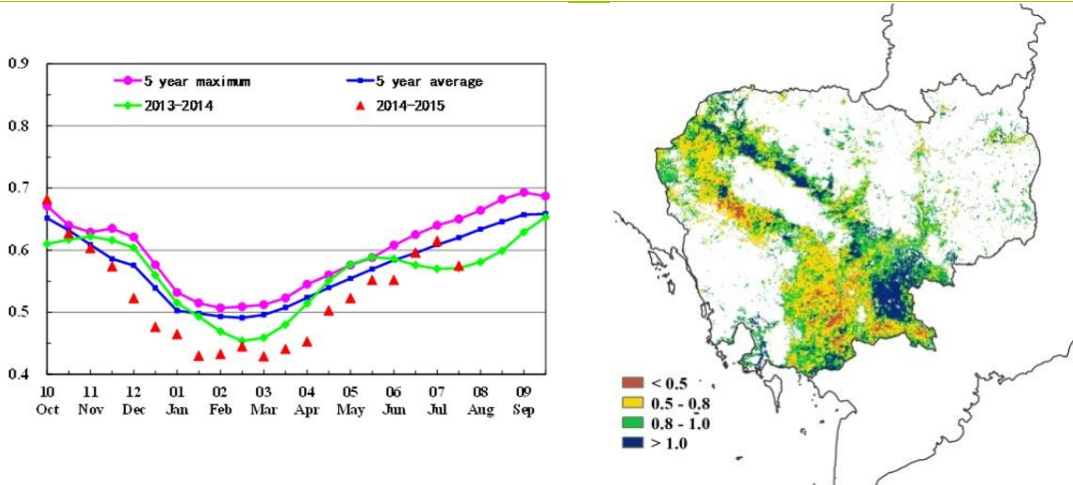 0.9
5 year maximum 5 year average
2013-2014 2014-2015
0.8
0.7
0.6
0.5
0.4
10 11 12 01 02 03 04 05 06 07 08 09
Oct Nov Dec Jan Feb Mar Apr May Jun Jul Aug Sep
< 0.5
0.5 - 0.8
0.8 - 1.0
> 1.0